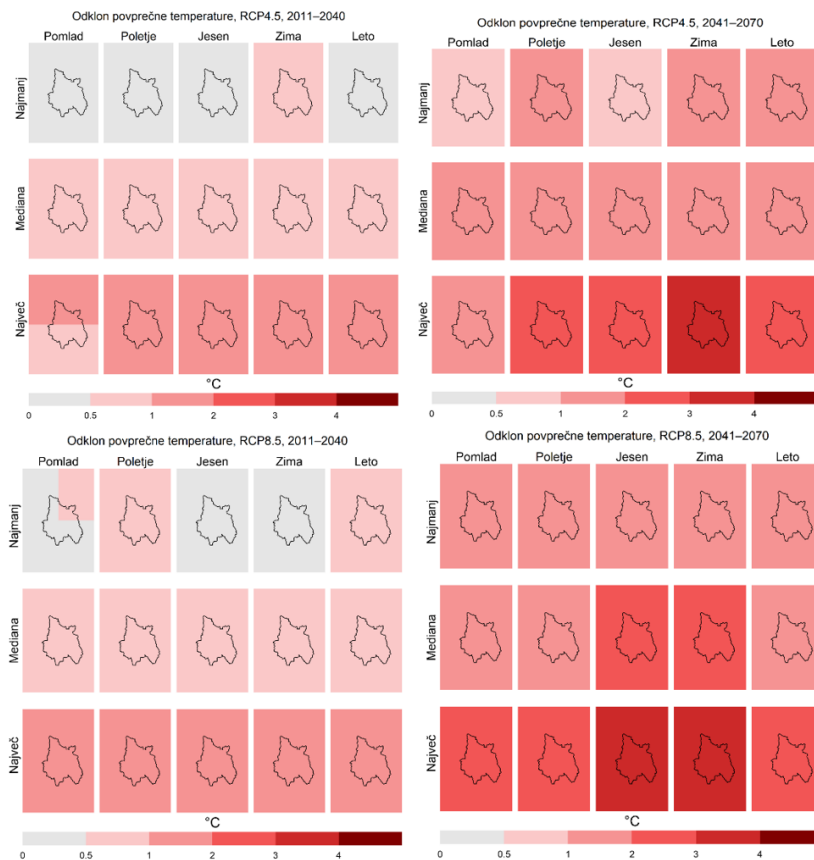 Odklon povprečne temperature, RCP4.5, 2011–2040
Pomlad Poletje Jesen Zima Leto
Najmanj
Mediana
Največ
°C
0 0.5 1 2 3 4
Odklon povprečne temperature, RCP4.5, 2041–2070
Pomlad Poletje Jesen Zima Leto
Najmanj
Mediana
Največ
°C
0 0.5 1 2 3 4
Odklon povprečne temperature, RCP8.5, 2011–2040
Pomlad Poletje Jesen Zima Leto
Najmanj
Mediana
Največ
°C
0 0.5 1 2 3 4
Odklon povprečne temperature, RCP8.5, 2041–2070
Pomlad Poletje Jesen Zima Leto
Najmanj
Mediana
Največ
°C
0 0.5 1 2 3 4